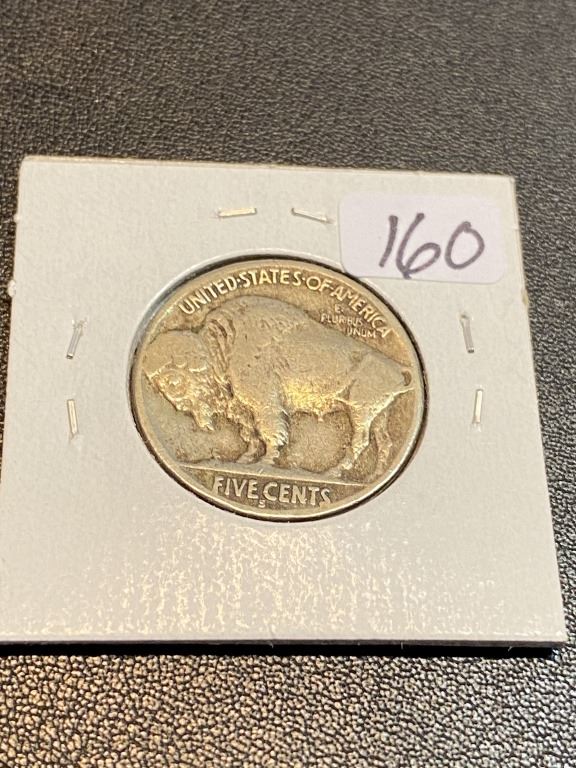 160
UNITED·STATES·OF·AMERICA
E
PLURIBUS
UNUM
FIVE CENTS
S